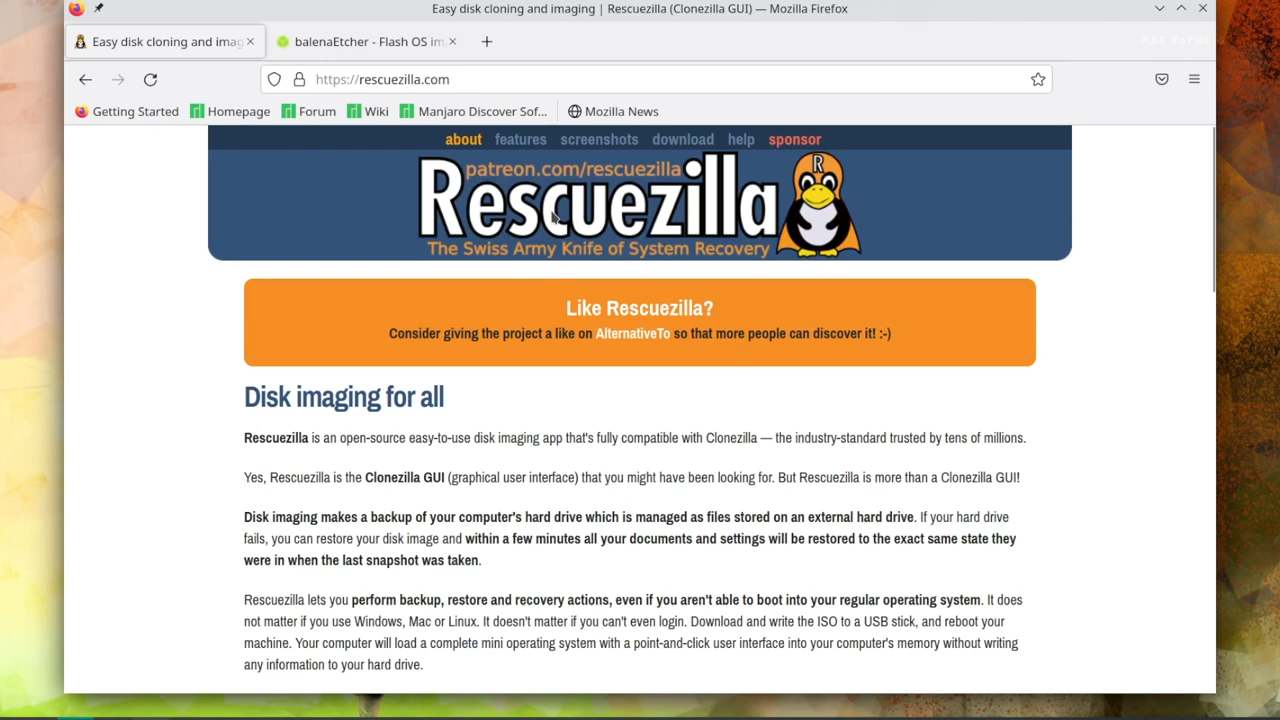 Easy disk cloning and imaging | Rescuezilla (Clonezilla GUI) — Mozilla Firefox
Easy disk cloning and imag
balenaEtcher - Flash OS im
https://rescuezilla.com
Getting Started
Homepage
Forum
Wiki
Manjaro Discover Sof...
Mozilla News
about features screenshots download help sponsor
patreon.com/rescuezilla
Rescuezilla
R
The Swiss Army Knife of System Recovery
Like Rescuezilla?
Consider giving the project a like on AlternativeTo so that more people can discover it! :-)
Disk imaging for all
Rescuezilla is an open-source easy-to-use disk imaging app that's fully compatible with Clonezilla — the industry-standard trusted by tens of millions.
Yes, Rescuezilla is the Clonezilla GUI (graphical user interface) that you might have been looking for. But Rescuezilla is more than a Clonezilla GUI!
Disk imaging makes a backup of your computer's hard drive which is managed as files stored on an external hard drive. If your hard drive
fails, you can restore your disk image and within a few minutes all your documents and settings will be restored to the exact same state they
were in when the last snapshot was taken.
Rescuezilla lets you perform backup, restore and recovery actions, even if you aren't able to boot into your regular operating system. It does
not matter if you use Windows, Mac or Linux. It doesn't matter if you can't even login. Download and write the ISO to a USB stick, and reboot your
machine. Your computer will load a complete mini operating system with a point-and-click user interface into your computer's memory without writing
any information to your hard drive.